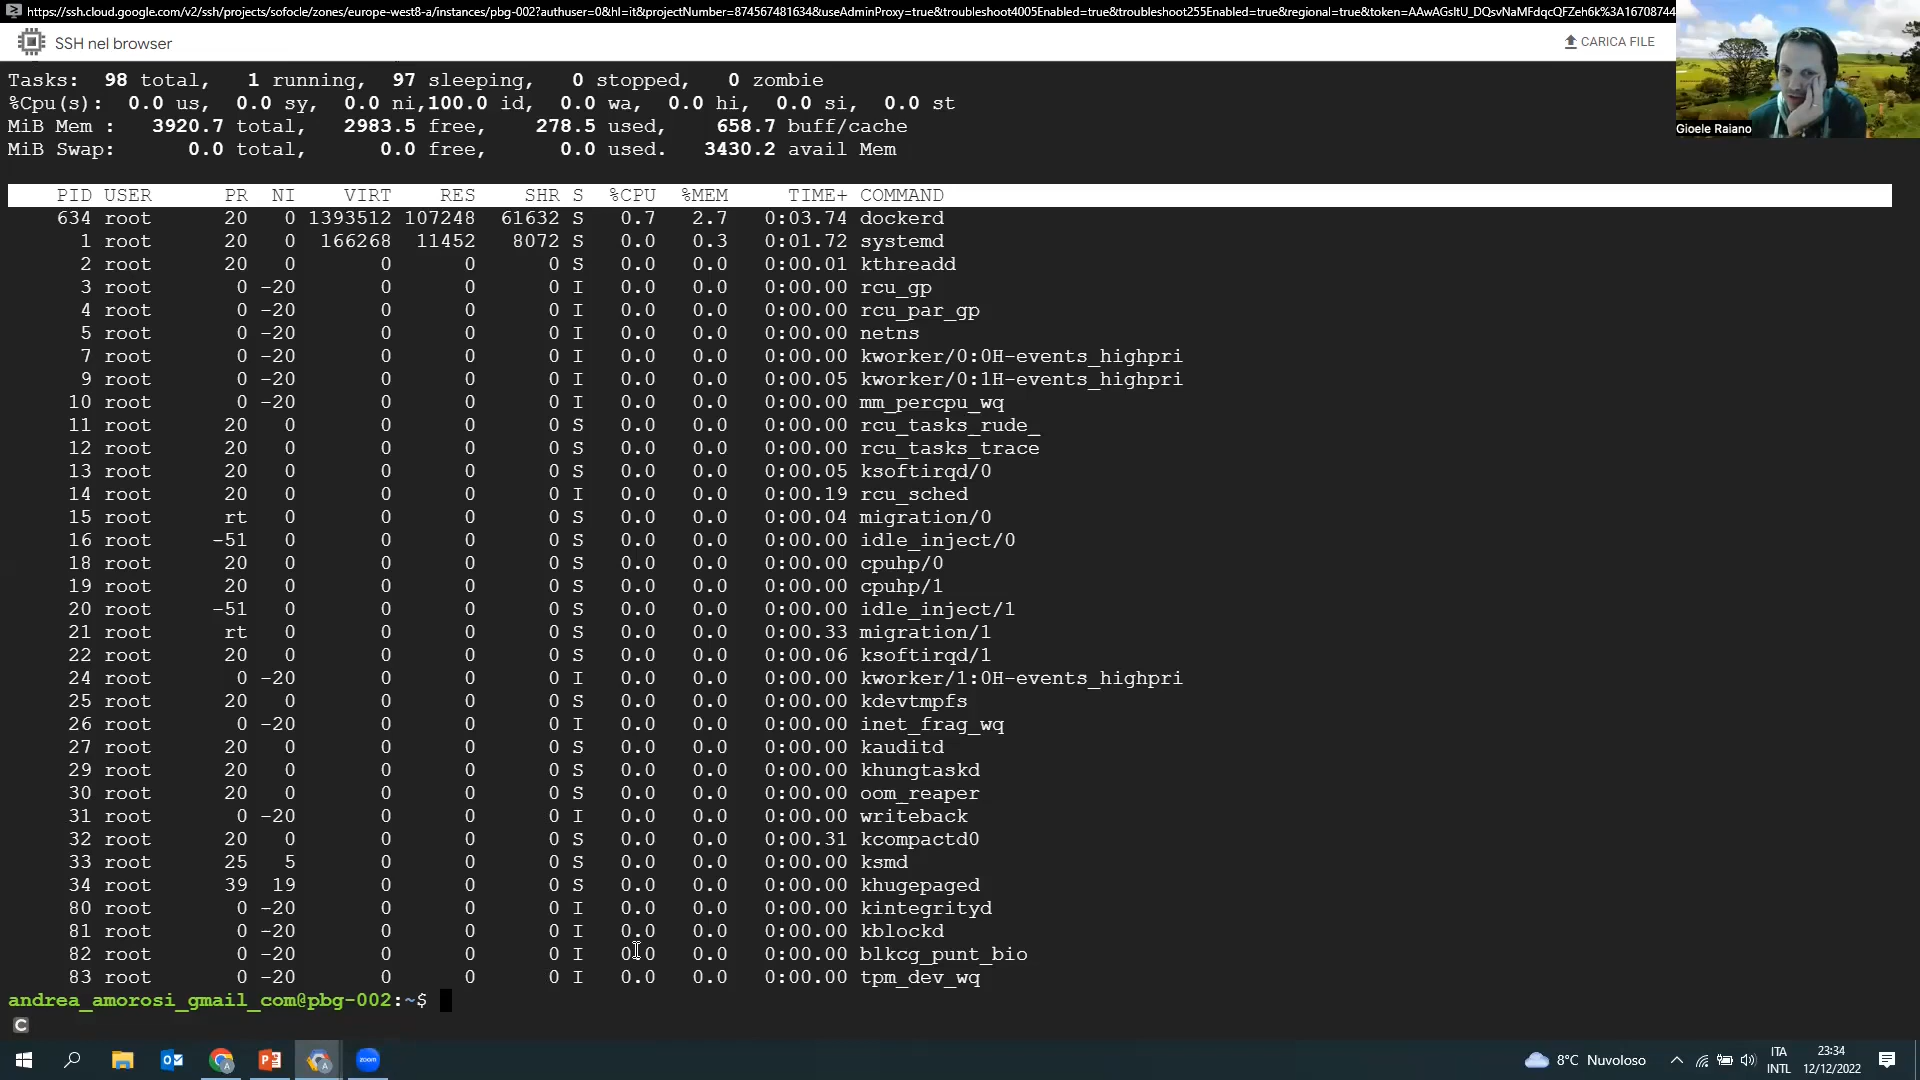 https://ssh.cloud.google.com/v2/ssh/projects/sofocle/zones/europe-west8-a/instances/pbg-002?authuser=0&hl=it&projectNumber=874567481634&useAdminProxy=true&troubleshoot4005Enabled=true&troubleshoot255Enabled=true&regional=true&token=AAwAGsltU_DQsvNaMFdqcQFZeh6k%3A16708744
SSH nel browser
CARICA FILE
Gioele Raiano
Tasks: 98 total, 1 running, 97 sleeping, 0 stopped, 0 zombie
%Cpu(s): 0.0 us, 0.0 sy, 0.0 ni,100.0 id, 0.0 wa, 0.0 hi, 0.0 si, 0.0 st
MiB Mem : 3920.7 total, 2983.5 free, 278.5 used, 658.7 buff/cache
MiB Swap: 0.0 total, 0.0 free, 0.0 used. 3430.2 avail Mem
PID USER PR NI VIRT RES SHR S %CPU %MEM TIME+ COMMAND
634 root 20 0 1393512 107248 61632 S 0.7 2.7 0:03.74 dockerd
1 root 20 0 166268 11452 8072 S 0.0 0.3 0:01.72 systemd
2 root 20 0 0 0 0 S 0.0 0.0 0:00.01 kthreadd
3 root 0 -20 0 0 0 I 0.0 0.0 0:00.00 rcu_gp
4 root 0 -20 0 0 0 I 0.0 0.0 0:00.00 rcu_par_gp
5 root 0 -20 0 0 0 I 0.0 0.0 0:00.00 netns
7 root 0 -20 0 0 0 I 0.0 0.0 0:00.00 kworker/0:0H-events_highpri
9 root 0 -20 0 0 0 I 0.0 0.0 0:00.05 kworker/0:1H-events_highpri
10 root 0 -20 0 0 0 I 0.0 0.0 0:00.00 mm_percpu_wq
11 root 20 0 0 0 0 S 0.0 0.0 0:00.00 rcu_tasks_rude_
12 root 20 0 0 0 0 S 0.0 0.0 0:00.00 rcu_tasks_trace
13 root 20 0 0 0 0 S 0.0 0.0 0:00.05 ksoftirqd/0
14 root 20 0 0 0 0 I 0.0 0.0 0:00.19 rcu_sched
15 root rt 0 0 0 0 S 0.0 0.0 0:00.04 migration/0
16 root -51 0 0 0 0 S 0.0 0.0 0:00.00 idle_inject/0
18 root 20 0 0 0 0 S 0.0 0.0 0:00.00 cpuhp/0
19 root 20 0 0 0 0 S 0.0 0.0 0:00.00 cpuhp/1
20 root -51 0 0 0 0 S 0.0 0.0 0:00.00 idle_inject/1
21 root rt 0 0 0 0 S 0.0 0.0 0:00.33 migration/1
22 root 20 0 0 0 0 S 0.0 0.0 0:00.06 ksoftirqd/1
24 root 0 -20 0 0 0 I 0.0 0.0 0:00.00 kworker/1:0H-events_highpri
25 root 20 0 0 0 0 S 0.0 0.0 0:00.00 kdevtmpfs
26 root 0 -20 0 0 0 I 0.0 0.0 0:00.00 inet_frag_wq
27 root 20 0 0 0 0 S 0.0 0.0 0:00.00 kauditd
29 root 20 0 0 0 0 S 0.0 0.0 0:00.00 khungtaskd
30 root 20 0 0 0 0 S 0.0 0.0 0:00.00 oom_reaper
31 root 0 -20 0 0 0 I 0.0 0.0 0:00.00 writeback
32 root 20 0 0 0 0 S 0.0 0.0 0:00.31 kcompactd0
33 root 25 5 0 0 0 S 0.0 0.0 0:00.00 ksmd
34 root 39 19 0 0 0 S 0.0 0.0 0:00.00 khugepaged
80 root 0 -20 0 0 0 I 0.0 0.0 0:00.00 kintegrityd
81 root 0 -20 0 0 0 I 0.0 0.0 0:00.00 kblockd
82 root 0 -20 0 0 0 I 0.0 0.0 0:00.00 blkcg_punt_bio
83 root 0 -20 0 0 0 I 0.0 0.0 0:00.00 tpm_dev_wq
andrea_amorosi_gmail_com@pbg-002:~$
C
zoom
8°C Nuvoloso
ITA
INTL
23:34
12/12/2022